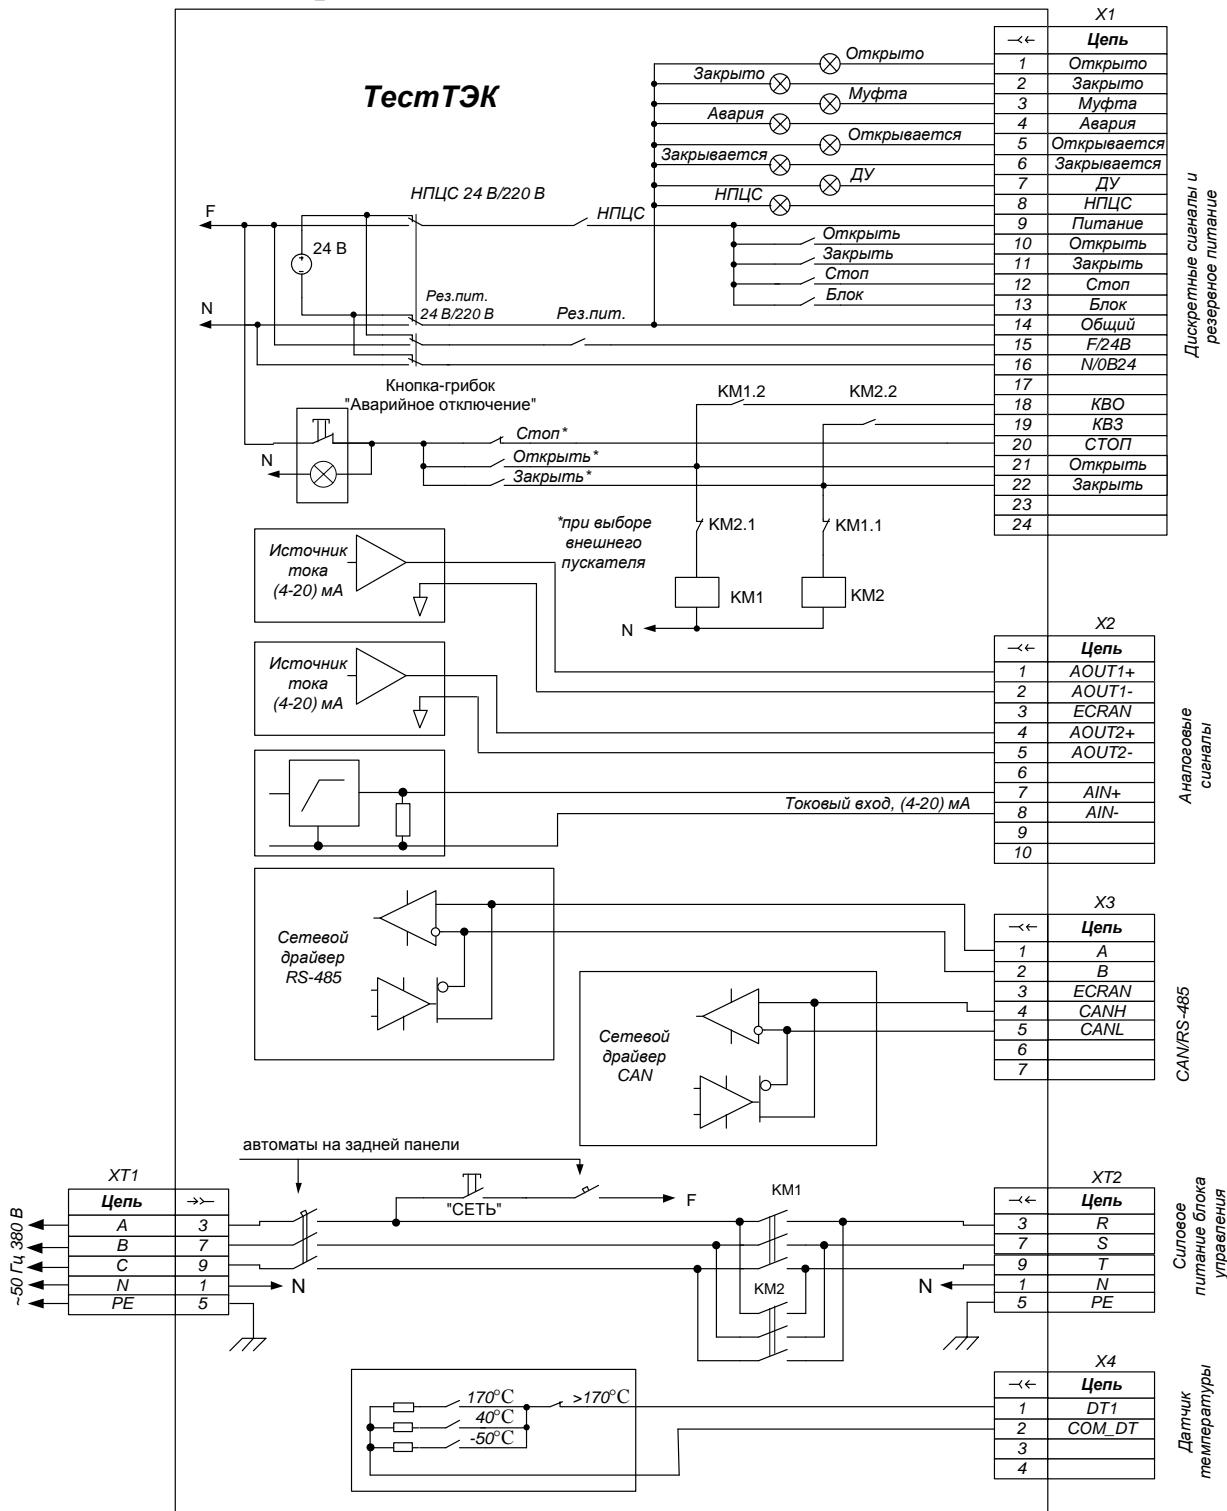 ТестТЭК
Открыто
Закрыто
Муфта
Авария
Открывается
Закрывается
ДУ
НПЦС
НПЦС 24 В/220 В
F
НПЦС
24 В
Открыть
Закрыть
Стоп
Блок
Рез.пит.
24 В/220 В
Рез.пит.
N
Кнопка-грибок
"Аварийное отключение"
KM1.2
KM2.2
N
Стоп*
Открыть*
Закрыть*
*при выборе
внешнего
пускателя
KM2.1
KM1.1
KM1
KM2
N
X1
Цепь
1 Открыто
2 Закрыто
3 Муфта
4 Авария
5 Открывается
6 Закрывается
7 ДУ
8 НПЦС
9 Питание
10 Открыть
11 Закрыть
12 Стоп
13 Блок
14 Общий
15 F/24В
16 N/0В24
17
18 КВО
19 КВЗ
20 СТОП
21 Открыть
22 Закрыть
23
24
Дискретные сигналы и
резервное питание
Источник
тока
(4-20) мА
Источник
тока
(4-20) мА
Токовый вход, (4-20) мА
X2
Цепь
1 AOUT1+
2 AOUT1-
3 ECRAN
4 AOUT2+
5 AOUT2-
6
7 AIN+
8 AIN-
9
10
Аналоговые
сигналы
Сетевой
драйвер
RS-485
Сетевой
драйвер
CAN
X3
Цепь
1 A
2 B
3 ECRAN
4 CANH
5 CANL
6
7
CAN/RS-485
автоматы на задней панели
XT1
Цепь
A 3
B 7
C 9
N 1
PE 5
~50 Гц 380 В
"СЕТЬ"
F
N
KM1
KM2
N
XT2
Цепь
3 R
7 S
9 T
1 N
5 PE
Силовое
питание блока
управления
170°C
40°C
-50°C
>170°C
X4
Цепь
1 DT1
2 COM_DT
3
4
Датчик
температуры